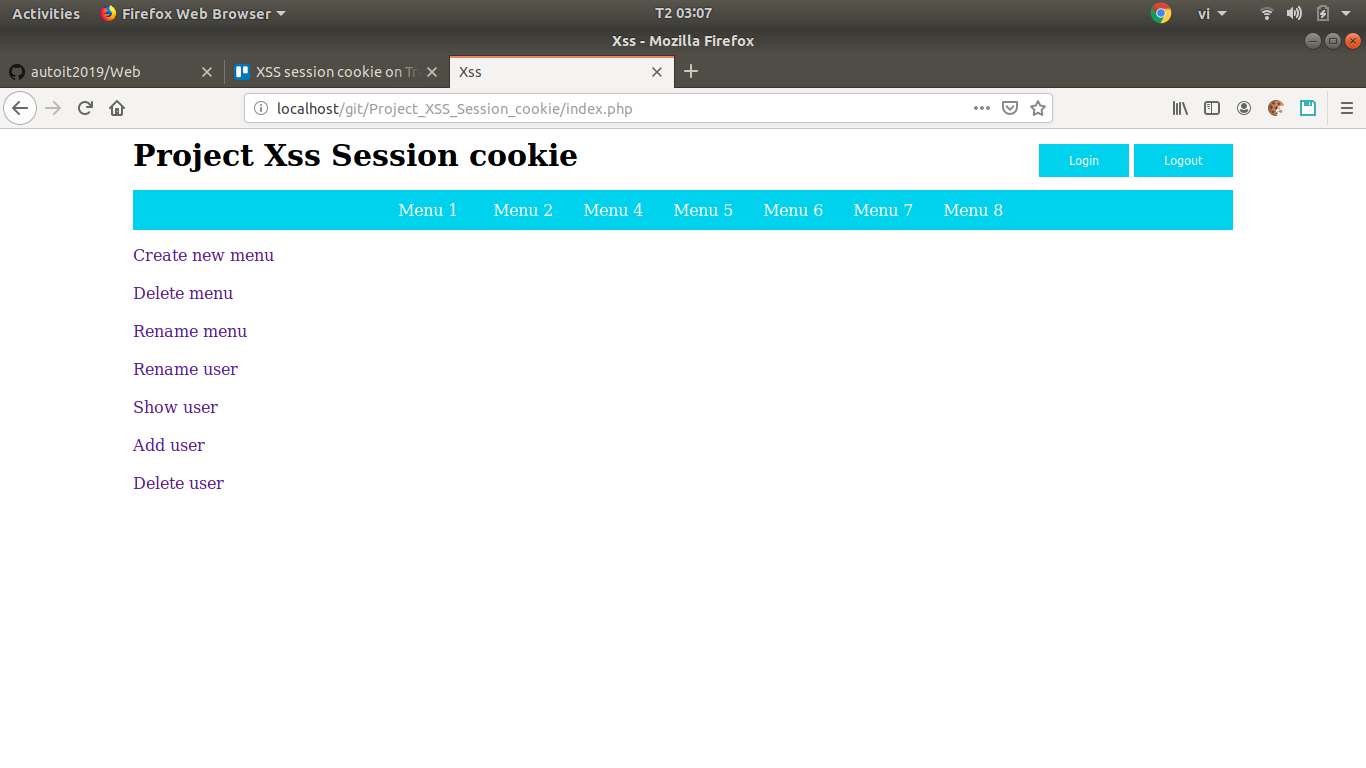 Activities Firefox Web Browser T2 03:07 vi
Xss - Mozilla Firefox
autoit2019/Web XSS session cookie on Tr Xss
localhost/git/Project_XSS_Session_cookie/index.php
Project Xss Session cookie
Login Logout
Menu 1 Menu 2 Menu 4 Menu 5 Menu 6 Menu 7 Menu 8
Create new menu
Delete menu
Rename menu
Rename user
Show user
Add user
Delete user